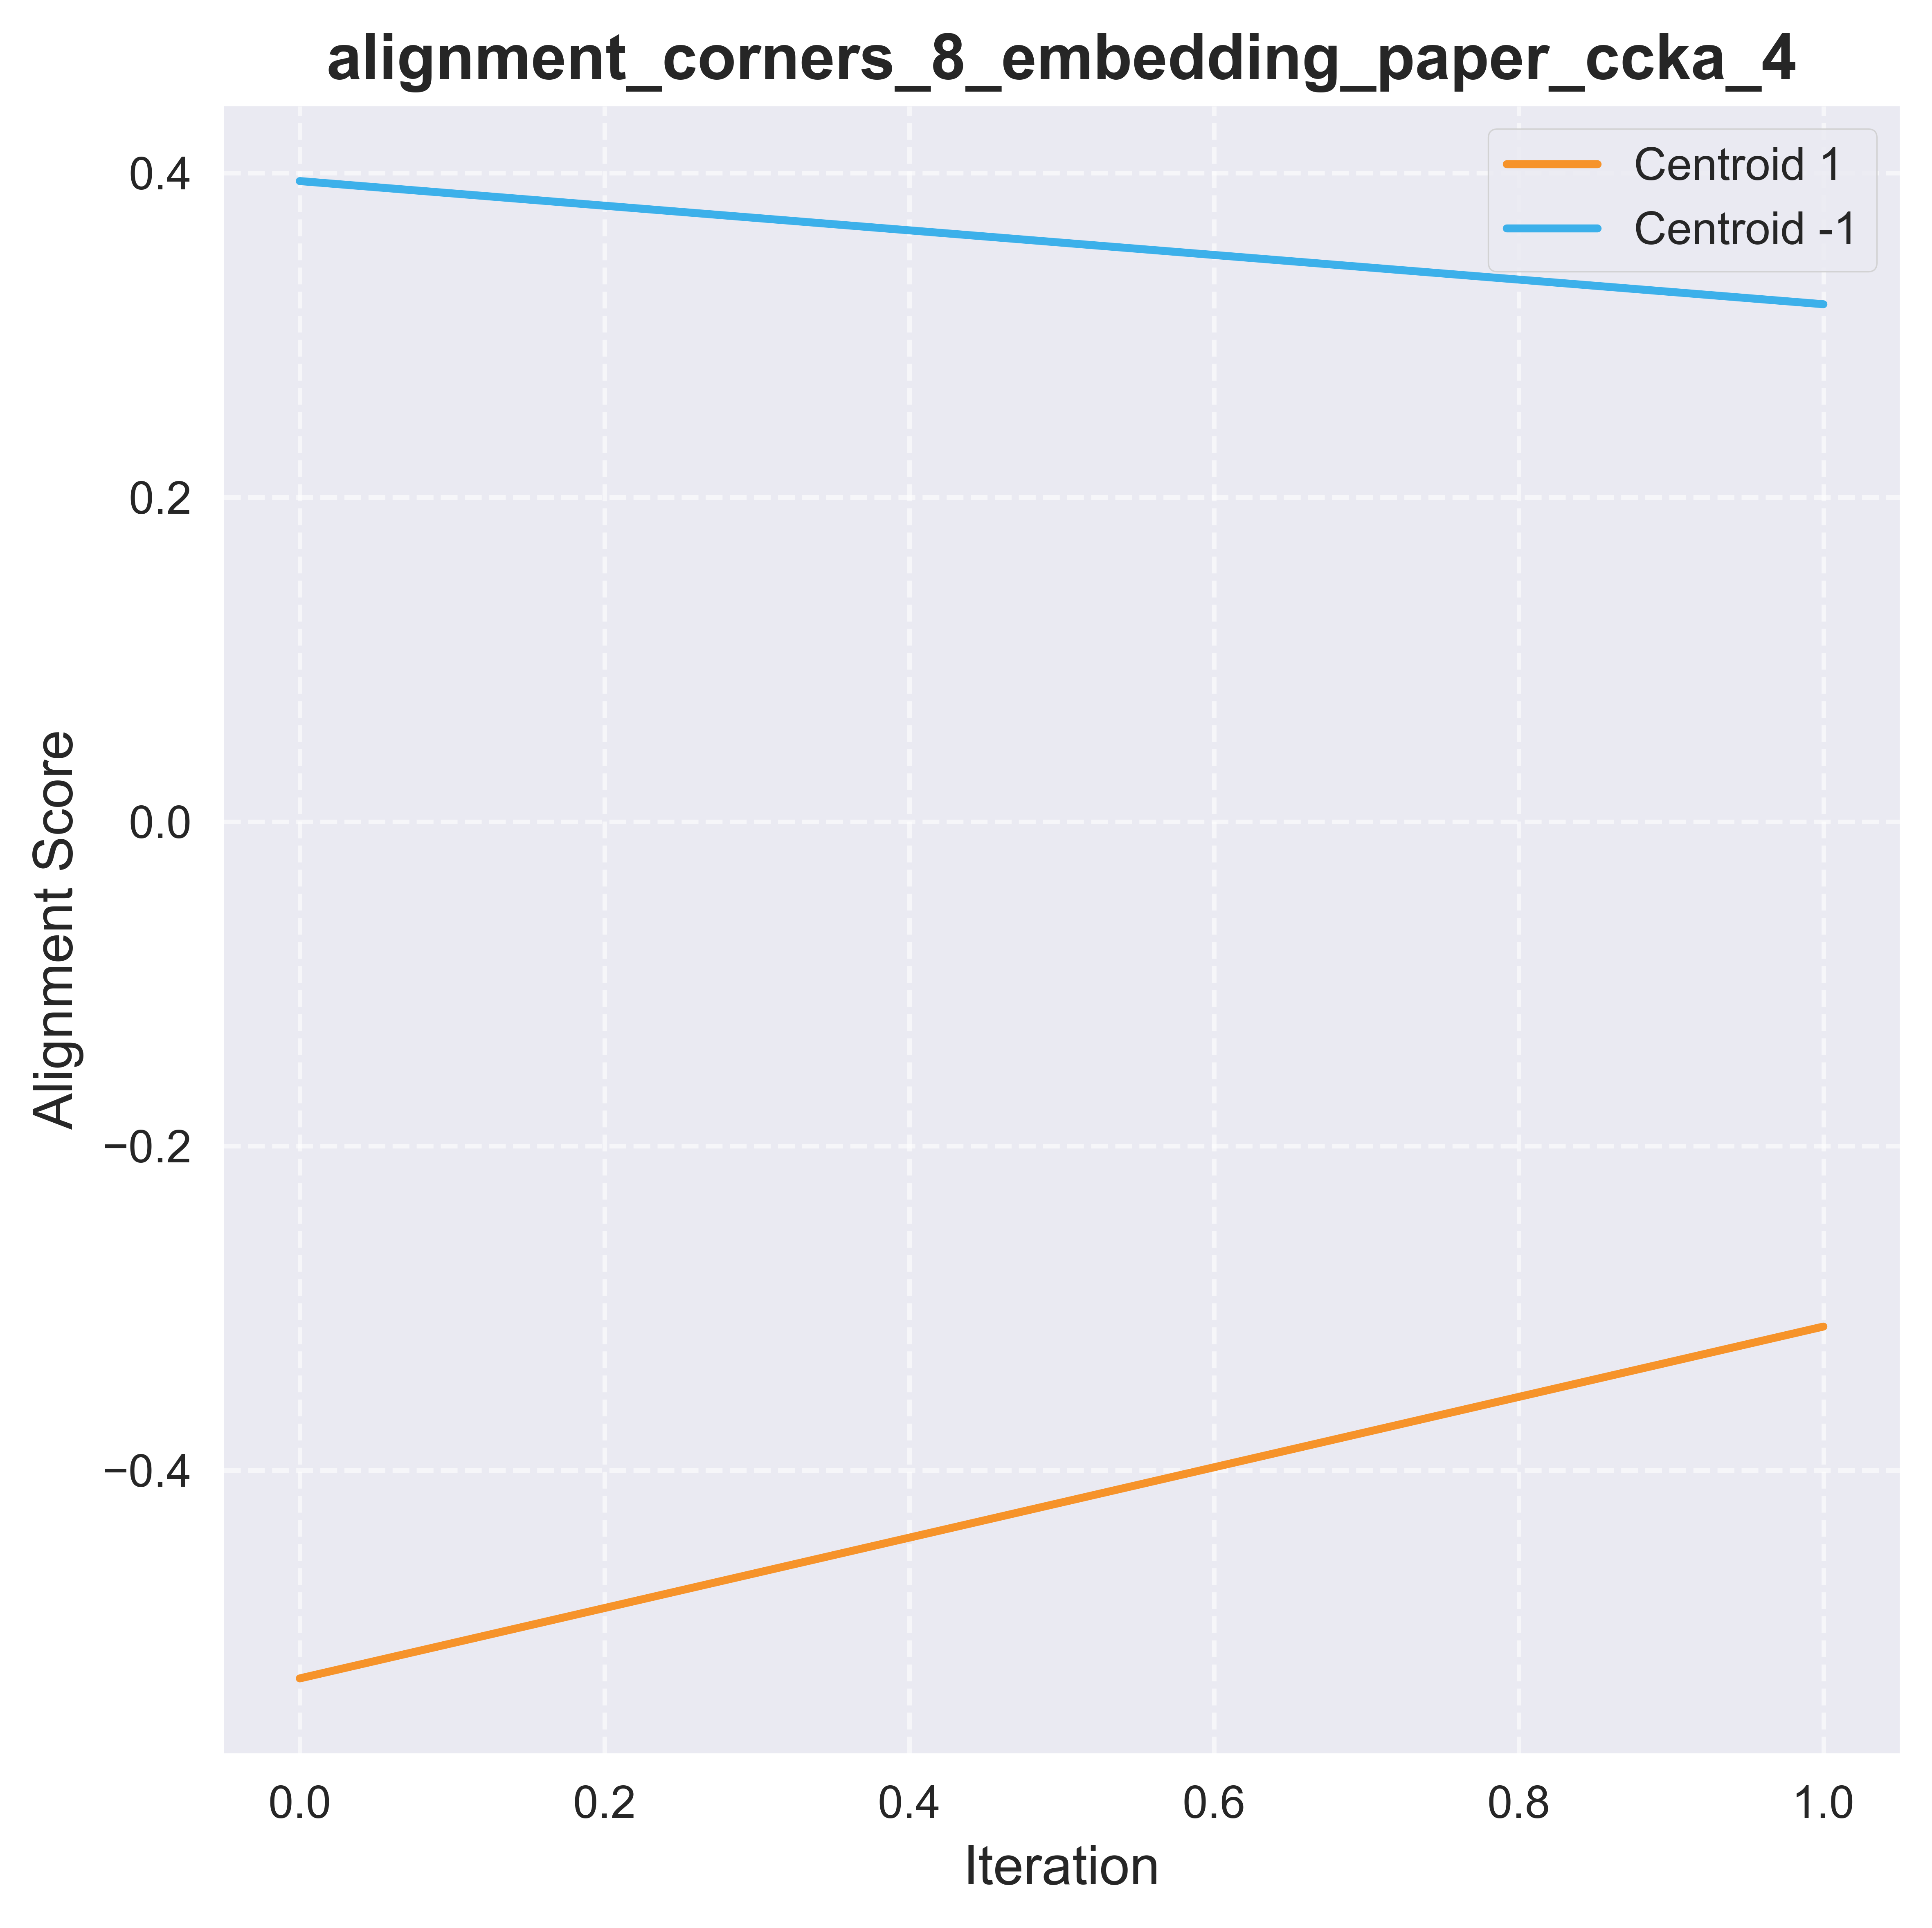 alignment_corners_8_embedding_paper_ccka_4
Centroid 1
Centroid -1
0.4
0.2
0.0
−0.2
−0.4
Alignment Score
0.0 0.2 0.4 0.6 0.8 1.0
Iteration